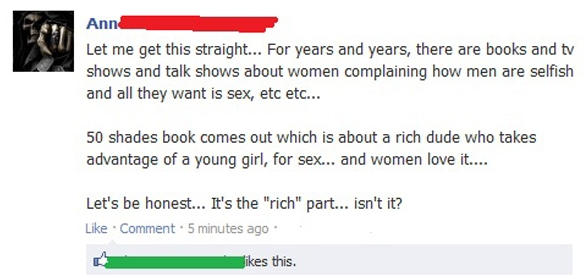 Ann
Let me get this straight... For years and years, there are books and tv
shows and talk shows about women complaining how men are selfish
and all they want is sex, etc etc...
50 shades book comes out which is about a rich dude who takes
advantage of a young girl, for sex... and women love it....
Let's be honest... It's the "rich" part... isn't it?
Like · Comment · 5 minutes ago ·
likes this.